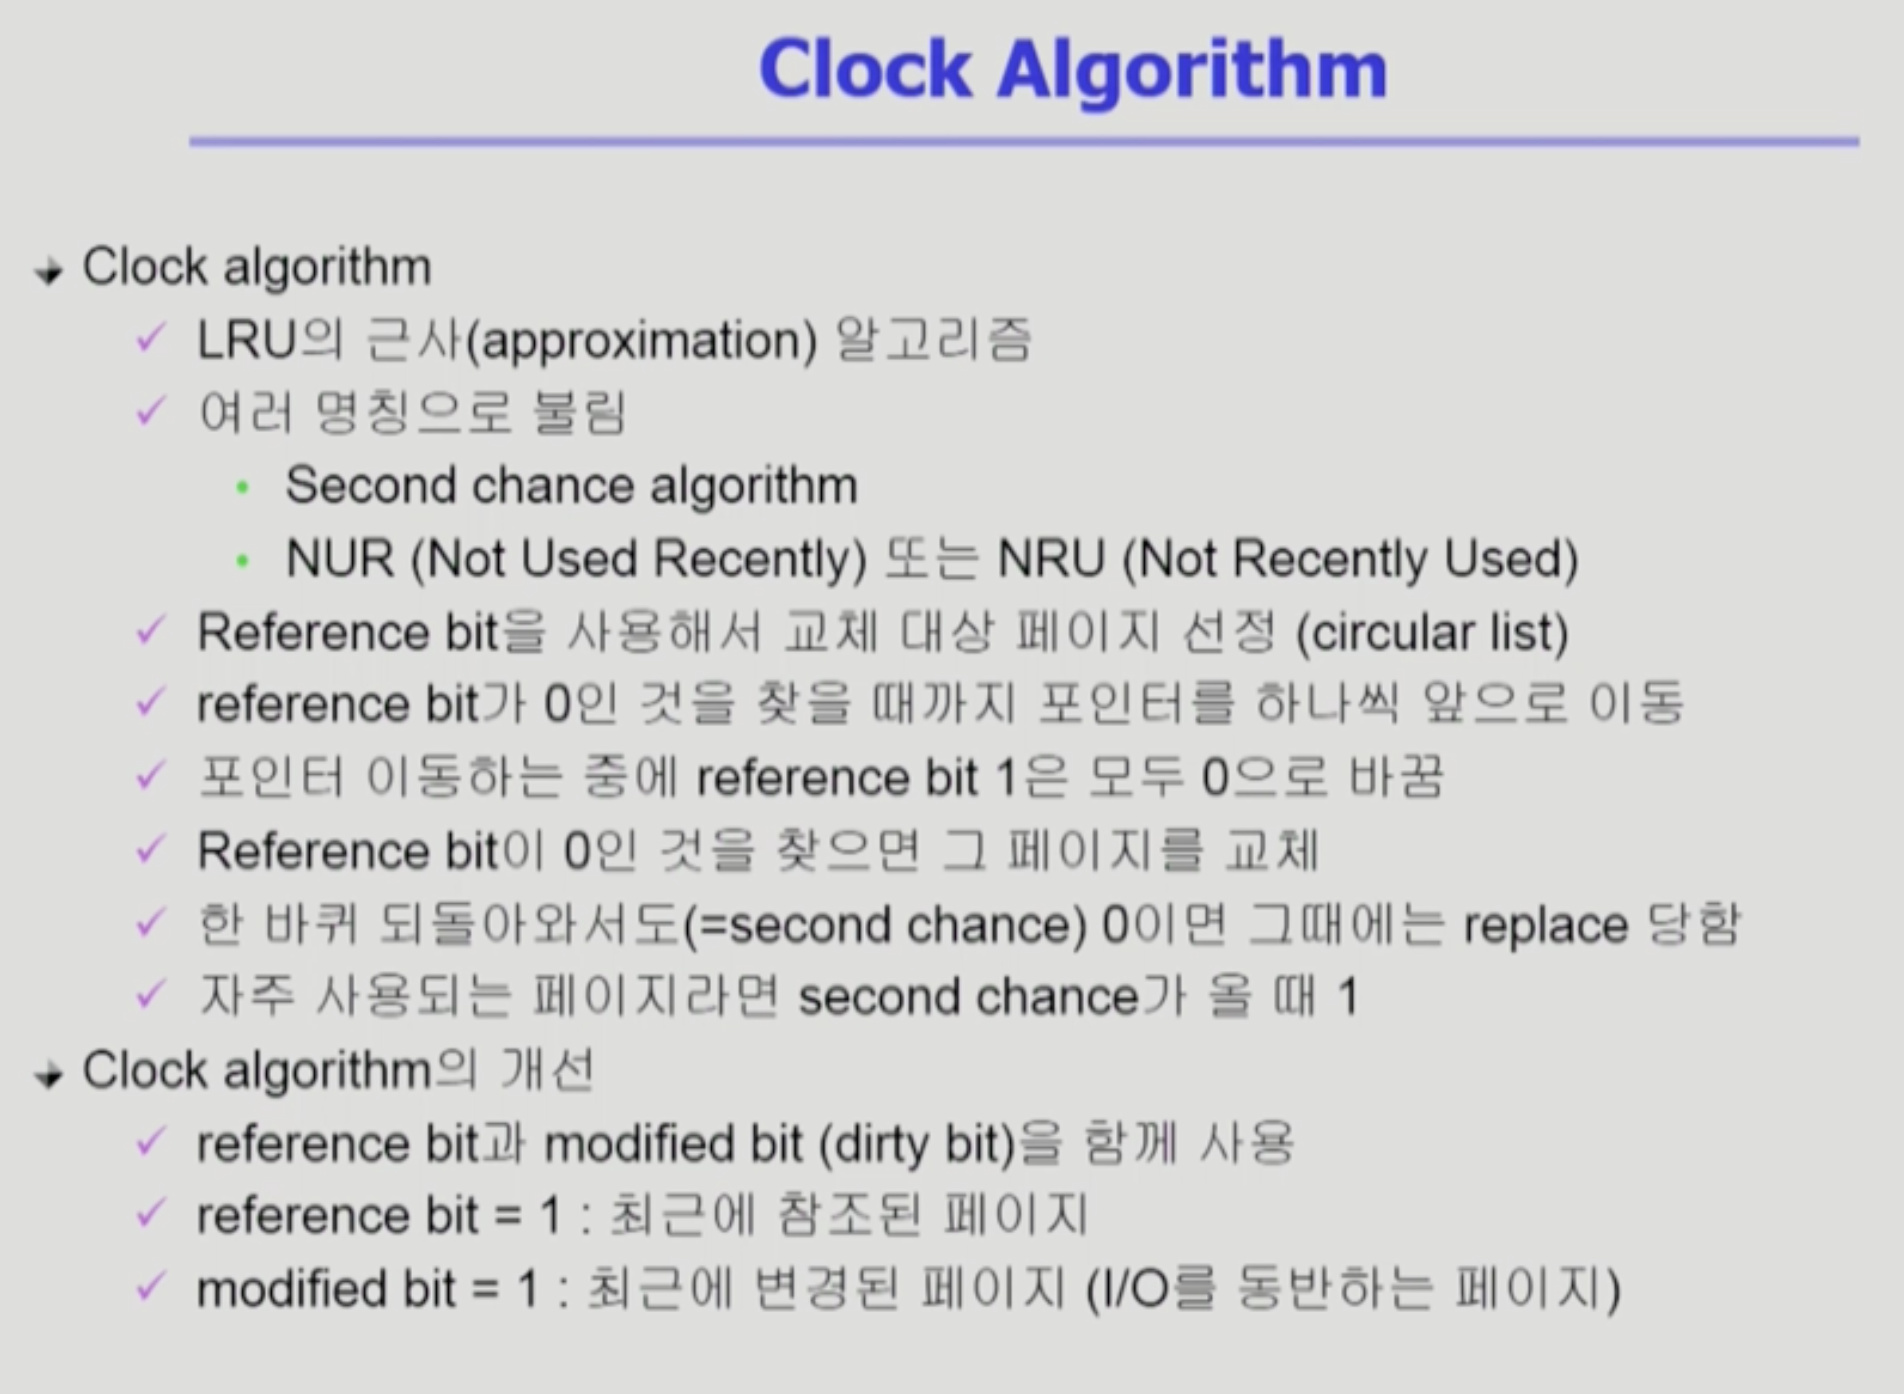 Clock Algorithm
Clock algorithm
LRU의 근사(approximation) 알고리즘
여러 명칭으로 불림
Second chance algorithm
NUR (Not Used Recently) 또는 NRU (Not Recently Used)
Reference bit을 사용해서 교체 대상 페이지 선정 (circular list)
reference bit가 0인 것을 찾을 때까지 포인터를 하나씩 앞으로 이동
포인터 이동하는 중에 reference bit 1은 모두 0으로 바꿈
Reference bit이 0인 것을 찾으면 그 페이지를 교체
한 바퀴 되돌아와서도(=second chance) 0이면 그때에는 replace 당함
자주 사용되는 페이지라면 second chance가 올 때 1
Clock algorithm의 개선
reference bit과 modified bit (dirty bit)을 함께 사용
reference bit = 1 : 최근에 참조된 페이지
modified bit = 1 : 최근에 변경된 페이지 (I/O를 동반하는 페이지)